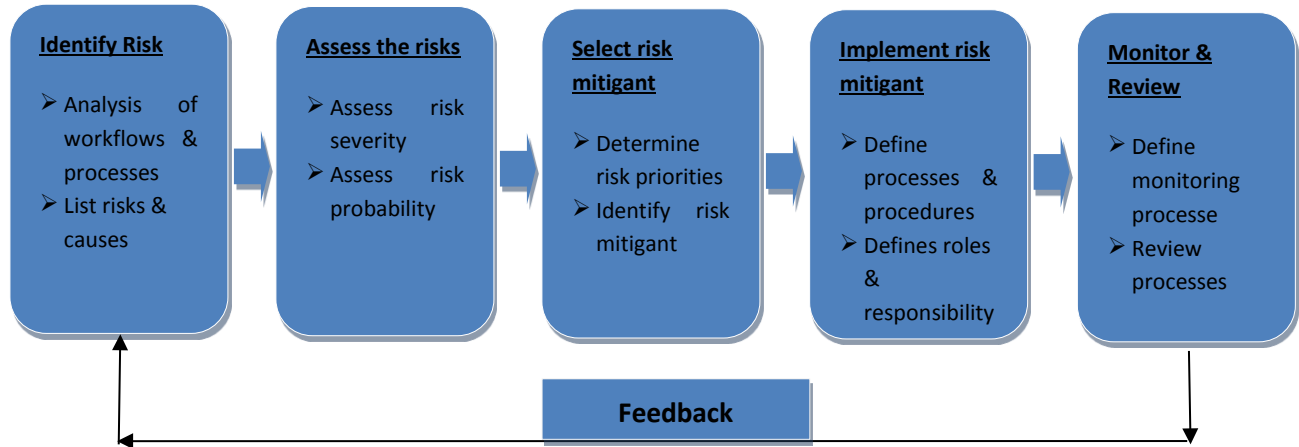 Identify Risk
➢ Analysis of
workflows &
processes
➢ List risks &
causes
Assess the risks
➢ Assess risk
severity
➢ Assess risk
probability
Select risk
mitigant
➢ Determine
risk priorities
➢ Identify risk
mitigant
Implement risk
mitigant
➢ Define
processes &
procedures
➢ Defines roles
&
responsibility
Monitor &
Review
➢ Define
monitoring
processe
➢ Review
processes
Feedback